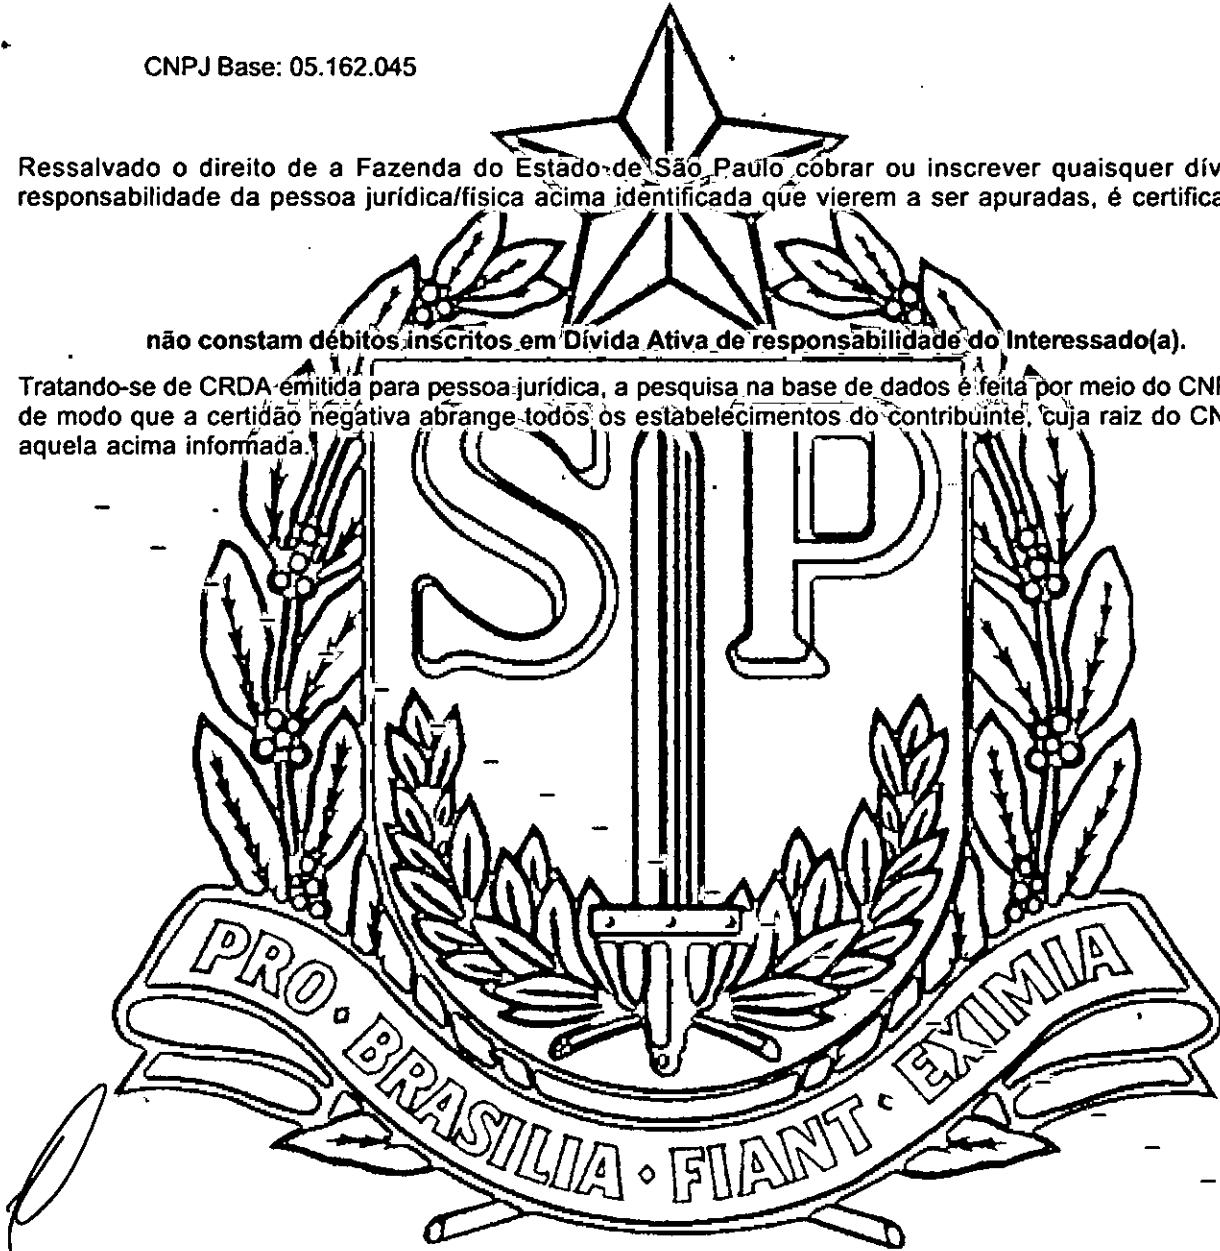 CNPJ Base: 05.162.045
Ressalvado o direito de a Fazenda do Estado de São Paulo cobrar ou inscrever quaisquer dív
responsabilidade da pessoa jurídica/física acima identificada que vierem a ser apuradas, é certifica
não constam débitos inscritos em Dívida Ativa de responsabilidade do Interessado(a).
Tratando-se de CRDA emitida para pessoa jurídica, a pesquisa na base de dados é feita por meio do
de modo que a certidão negativa abrange todos os estabelecimentos do contribuinte, cuja raiz do
aquela acima informada.
SP
PRO · BRASILIA · FIANT · EXIMIA